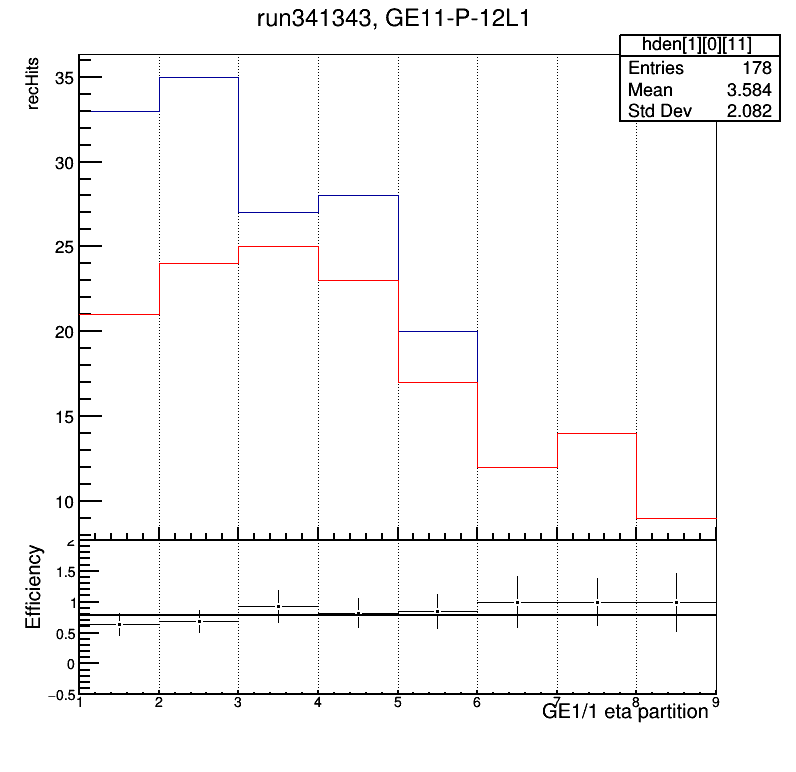 run341343, GE11-P-12L1
hden[1][0][11]
Entries 178
Mean 3.584
Std Dev 2.082
recHits
35
30
25
20
15
10
Efficiency
2
1.5
1
0.5
0
−0.5
1 2 3 4 5 6 7 8 9
GE1/1 eta partition